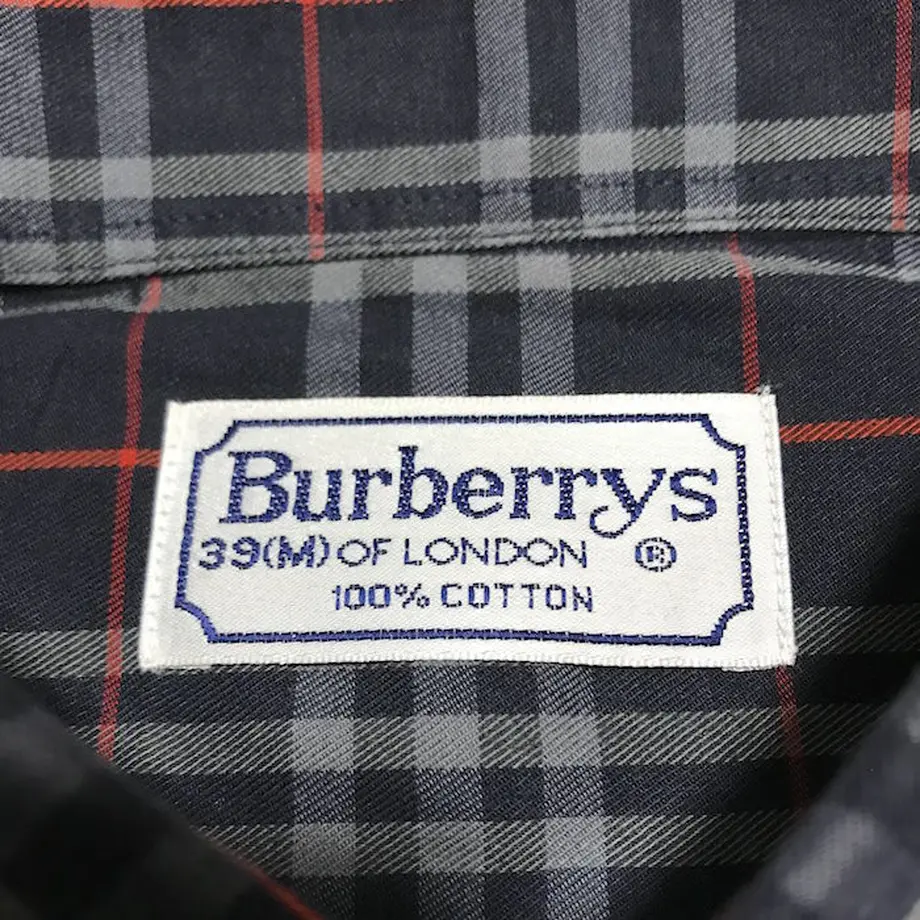 Burberrys
39(M) OF LONDON ®
100% COTTON